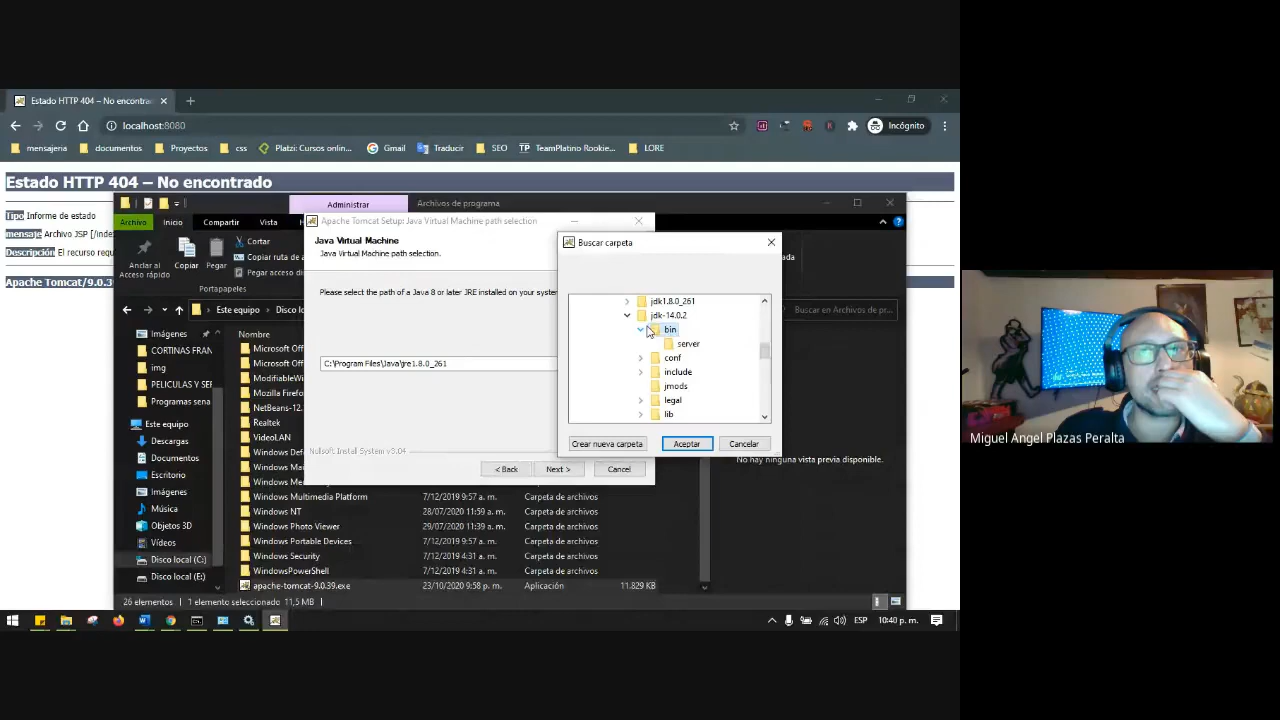 Estado HTTP 404 – No encontra
localhost:8080
Incógnito
mensajeria
documentos
Proyectos
css
Platzi: Cursos onlin...
Gmail
Traducir
SEO
TeamPlatino Rookie...
LORE
Estado HTTP 404 – No encontrado
Tipo Informe de estado
mensaje Archivo JSP [/index
Descripción El recurso requ
Apache Tomcat/9.0.3
Administrar
Archivos de programa
Archivo
Inicio
Compartir
Vista
Anclar al
Acceso rápido
Copiar
Pegar
Cortar
Copiar ruta de a
Pegar acceso di
Portapapeles
Este equipo
Disco lo
Buscar en Archivos de pr...
Imágenes
CORTINAS FRAN
img
PELICULAS Y SER
Programas sena
Este equipo
Descargas
Documentos
Escritorio
Imágenes
Música
Objetos 3D
Vídeos
Disco local (C:)
Disco local (E:)
Microsoft Of
Microsoft Off
ModifiableWi
Mozilla Firefo
NetBeans-12.
Realtek
VideoLAN
Windows Def
Windows Mai
Windows Med
Windows Multimedia Platform 7/12/2019 9:57 a. m. Carpeta de archivos
Windows NT 28/07/2020 11:59 a. m. Carpeta de archivos
Windows Photo Viewer 29/07/2020 11:39 a. m. Carpeta de archivos
Windows Portable Devices 7/12/2019 9:57 a. m. Carpeta de archivos
Windows Security 7/12/2019 4:31 a. m. Carpeta de archivos
WindowsPowerShell 7/12/2019 4:31 a. m. Carpeta de archivos
apache-tomcat-9.0.39.exe 23/10/2020 9:58 p. m. Aplicación 11.829 KB
26 elementos
1 elemento seleccionado 11,5 MB
No hay ninguna vista previa disponible.
Apache Tomcat Setup: Java Virtual Machine path selection
Java Virtual Machine
Java Virtual Machine path selection.
Please select the path of a Java 8 or later JRE installed on your system
C:\Program Files\Java\jre1.8.0_261
Nullsoft Install System v3.04
< Back
Next >
Cancel
Buscar carpeta
jdk1.8.0_261
jdk-14.0.2
bin
server
conf
include
jmods
legal
lib
Crear nueva carpeta
Aceptar
Cancelar
ESP
10:40 p. m.
Miguel Angel Plazas Peralta